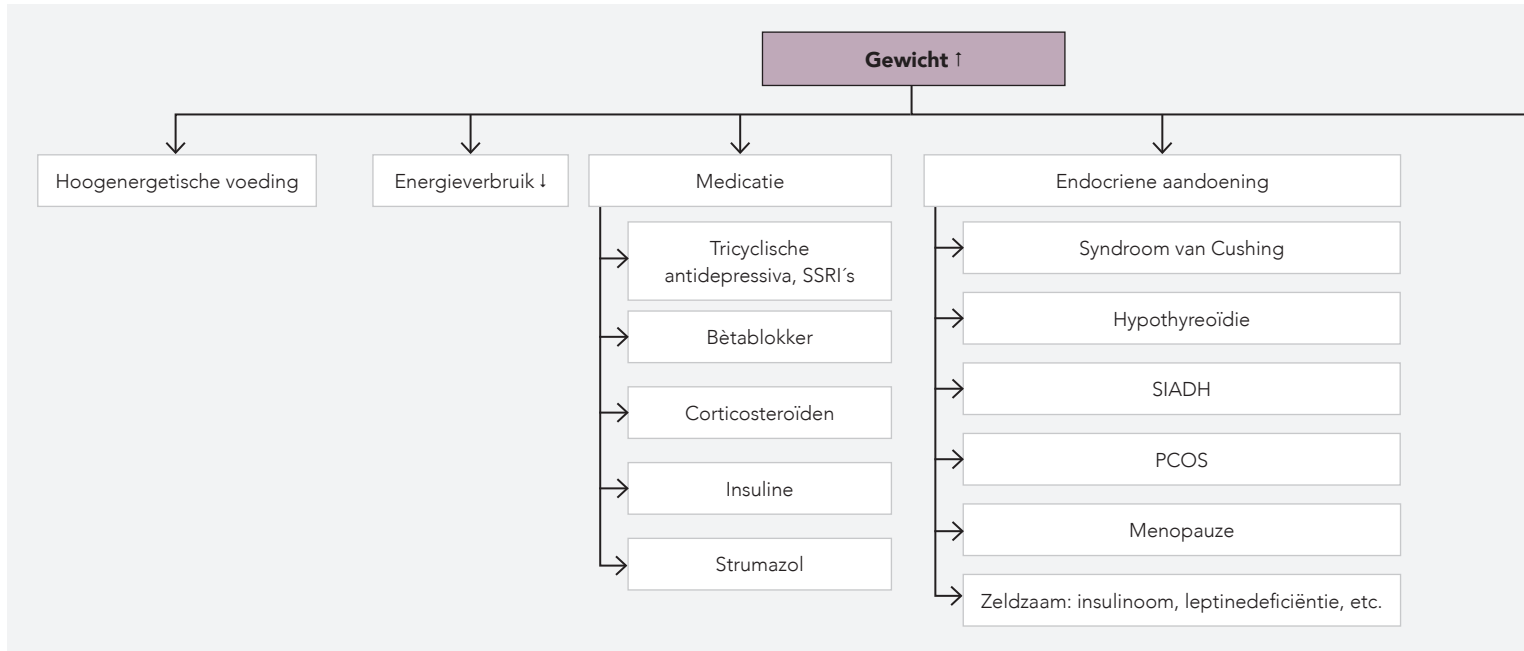 Gewicht ↑
Hoogenergetische voeding
Energieverbruik ↓
Medicatie
Tricyclische
antidepressiva, SSRI´s
Bètablokker
Corticosteroïden
Insuline
Strumazol
Endocriene aandoening
Syndroom van Cushing
Hypothyreoïdie
SIADH
PCOS
Menopauze
Zeldzaam: insulinoom, leptinedeficiëntie, etc.